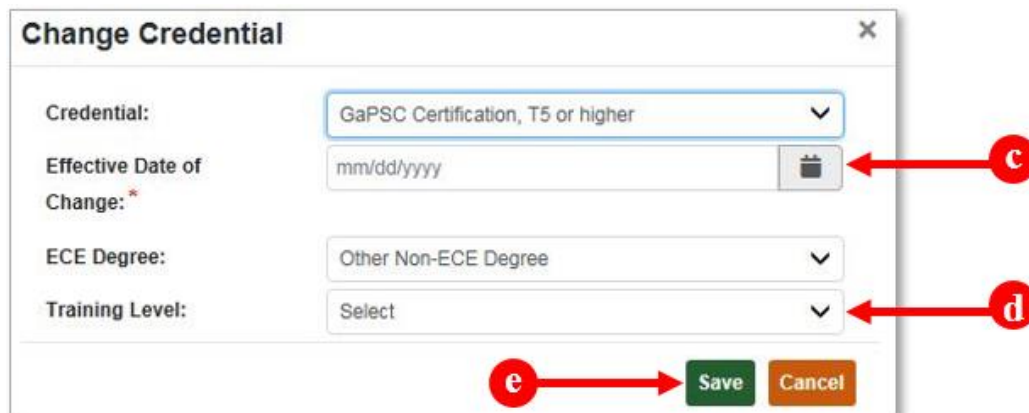 Change Credential ×
Credential: GaPSC Certification, T5 or higher
Effective Date of
Change:* mm/dd/yyyy c
ECE Degree: Other Non-ECE Degree
Training Level: Select d
e Save Cancel